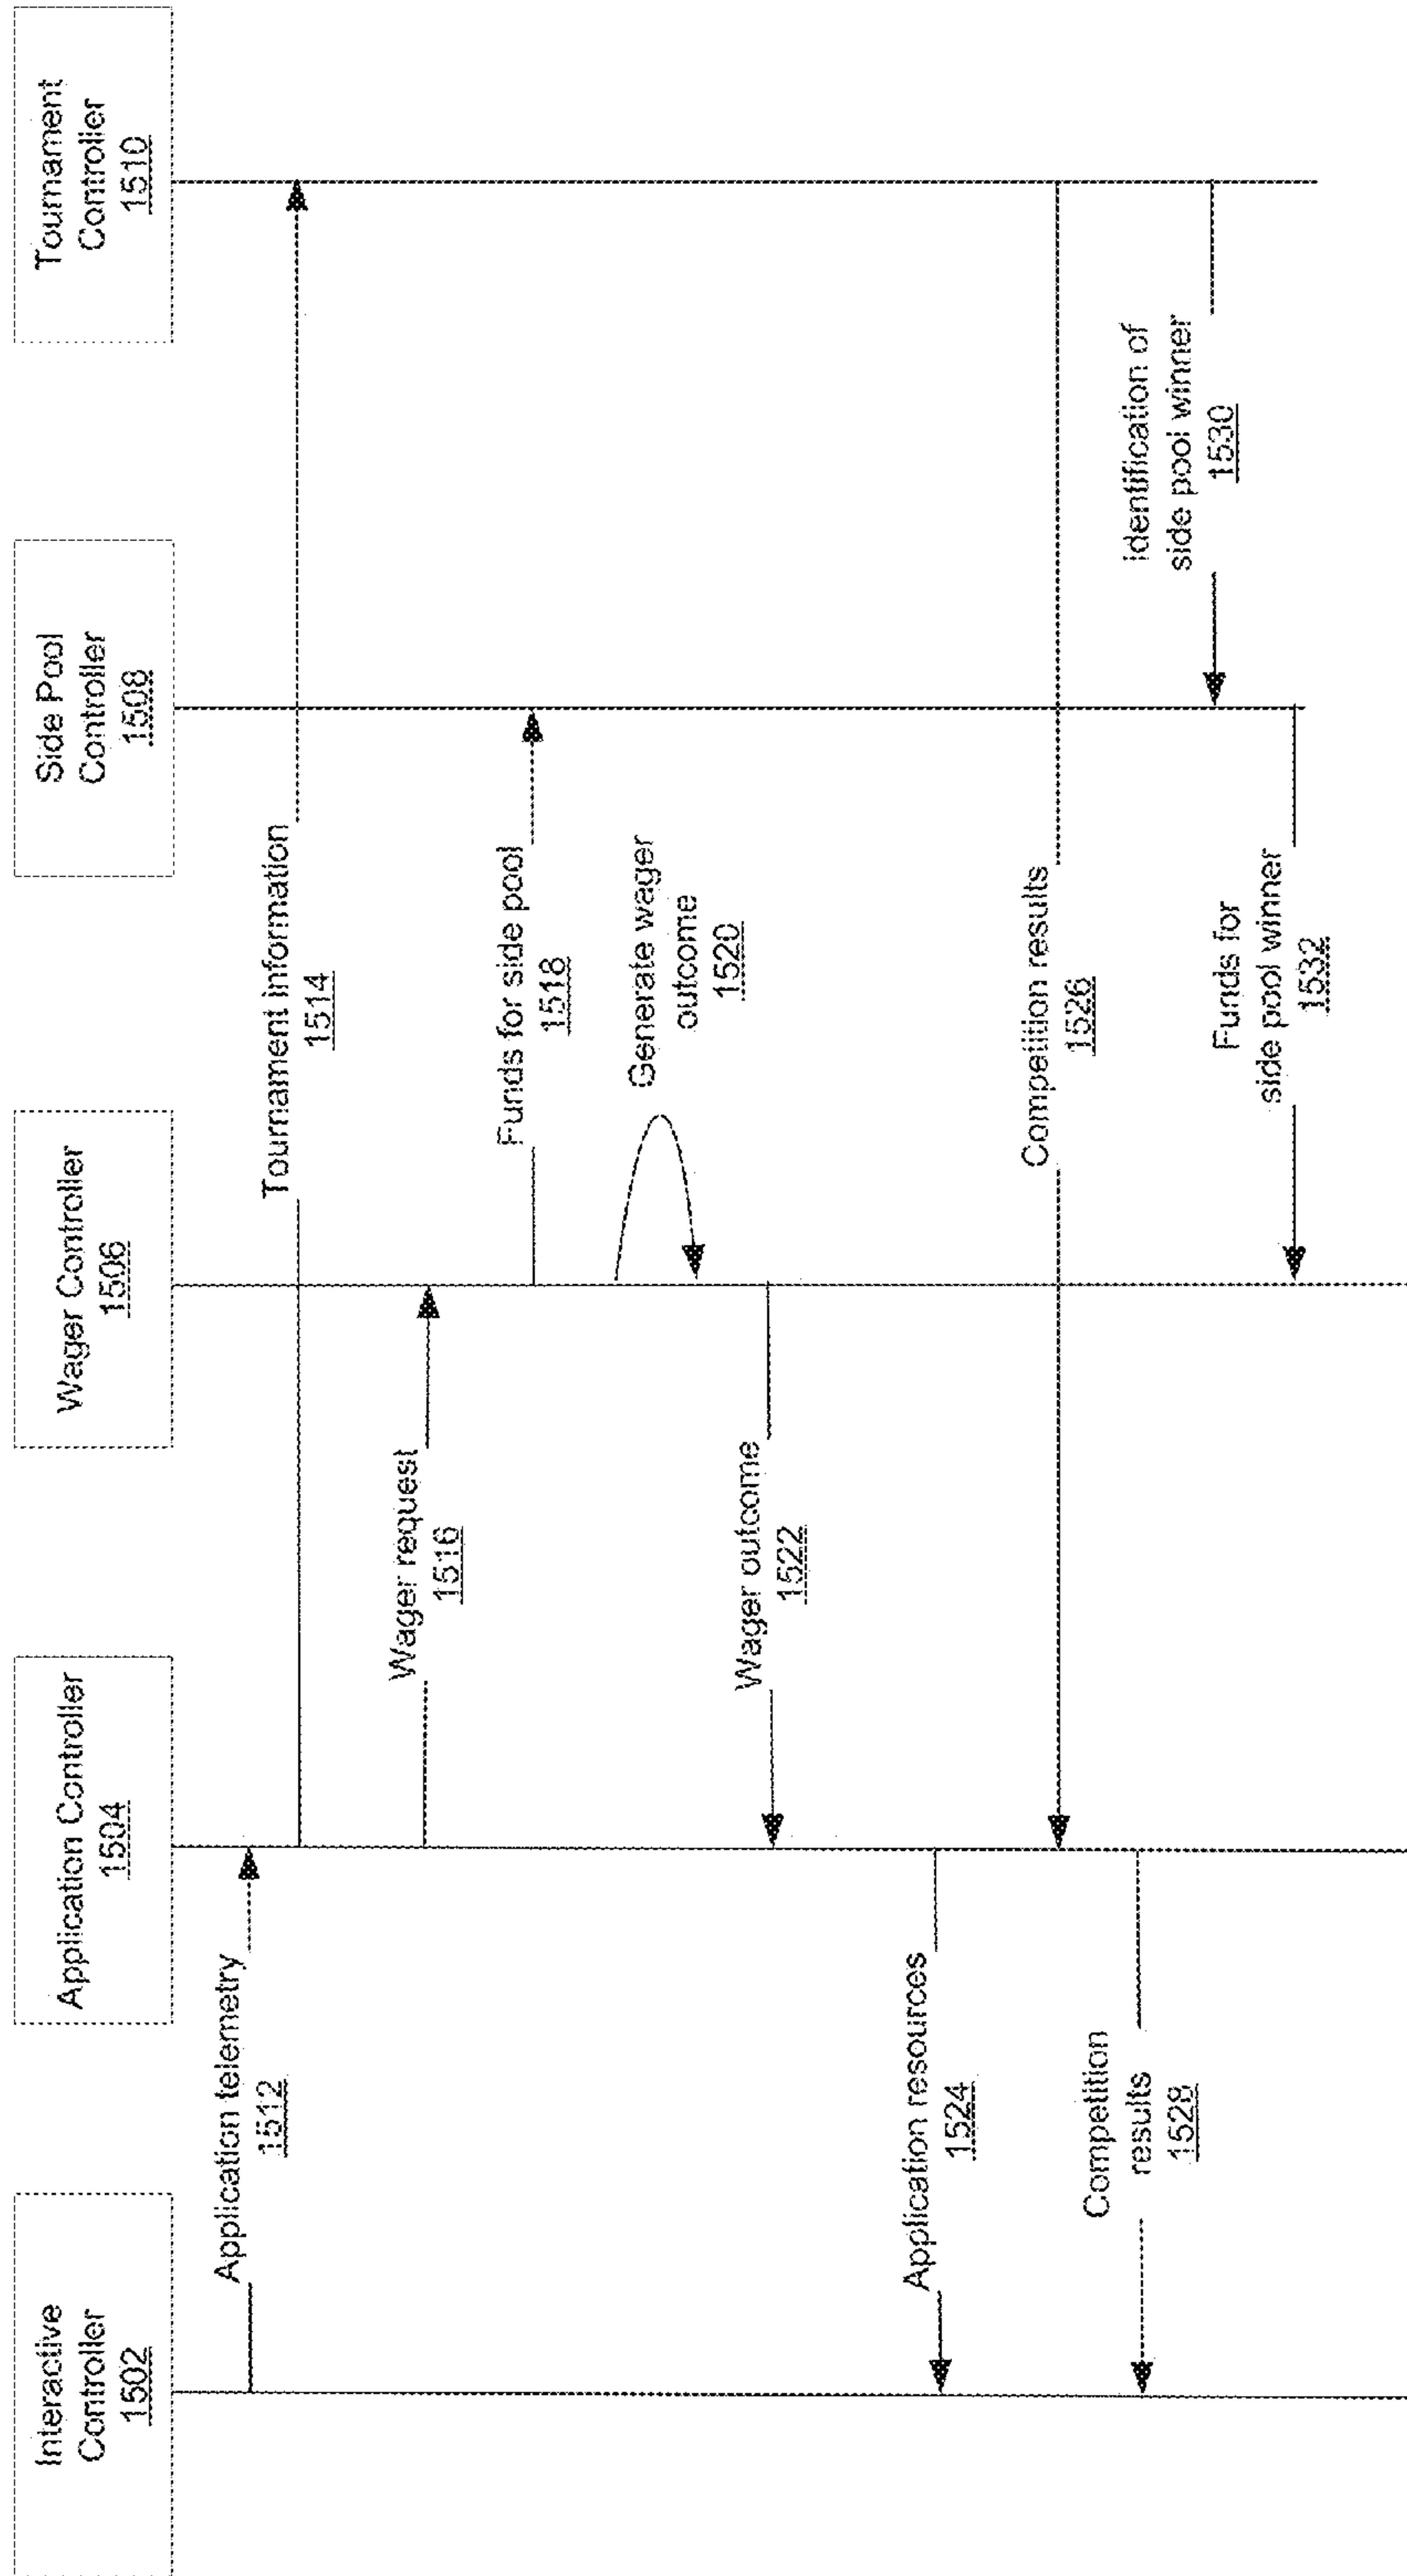 Interactive
Controller
1502
Application Controller
1504
Wager Controller
1506
Side Pool
Controller
1508
Tournament
Controller
1510
Application telemetry
1512
Tournament information
1514
Wager request
1516
Funds for side pool
1518
Generate wager
outcome
1520
Wager outcome
1522
Application resources
1524
Competition results
1526
Competition
results
1528
Identification of
side pool winner
1530
Funds for
side pool winner
1532